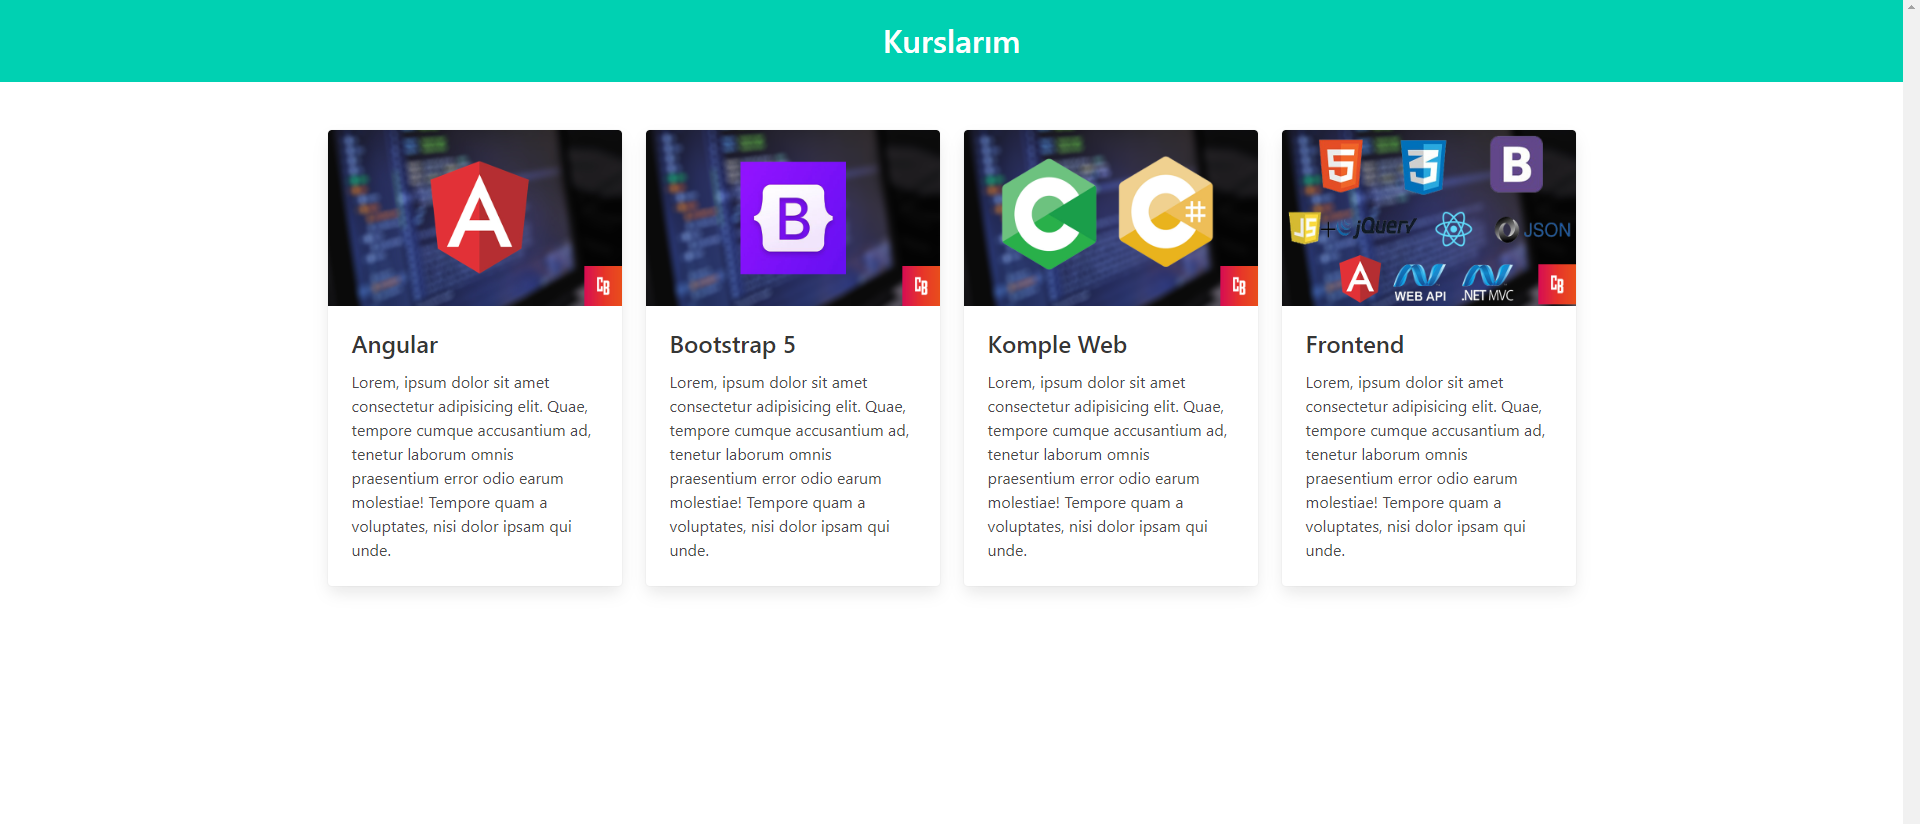 Kurslarım
Angular
Lorem, ipsum dolor sit amet
consectetur adipisicing elit. Quae,
tempore cumque accusantium ad,
tenetur laborum omnis
praesentium error odio earum
molestiae! Tempore quam a
voluptates, nisi dolor ipsam qui
unde.
B
Bootstrap 5
Lorem, ipsum dolor sit amet
consectetur adipisicing elit. Quae,
tempore cumque accusantium ad,
tenetur laborum omnis
praesentium error odio earum
molestiae! Tempore quam a
voluptates, nisi dolor ipsam qui
unde.
C C#
CB
Komple Web
Lorem, ipsum dolor sit amet
consectetur adipisicing elit. Quae,
tempore cumque accusantium ad,
tenetur laborum omnis
praesentium error odio earum
molestiae! Tempore quam a
voluptates, nisi dolor ipsam qui
unde.
5 3 B
JS+jQuery JSON
A WEB API .NET MVC CB
Frontend
Lorem, ipsum dolor sit amet
consectetur adipisicing elit. Quae,
tempore cumque accusantium ad,
tenetur laborum omnis
praesentium error odio earum
molestiae! Tempore quam a
voluptates, nisi dolor ipsam qui
unde.